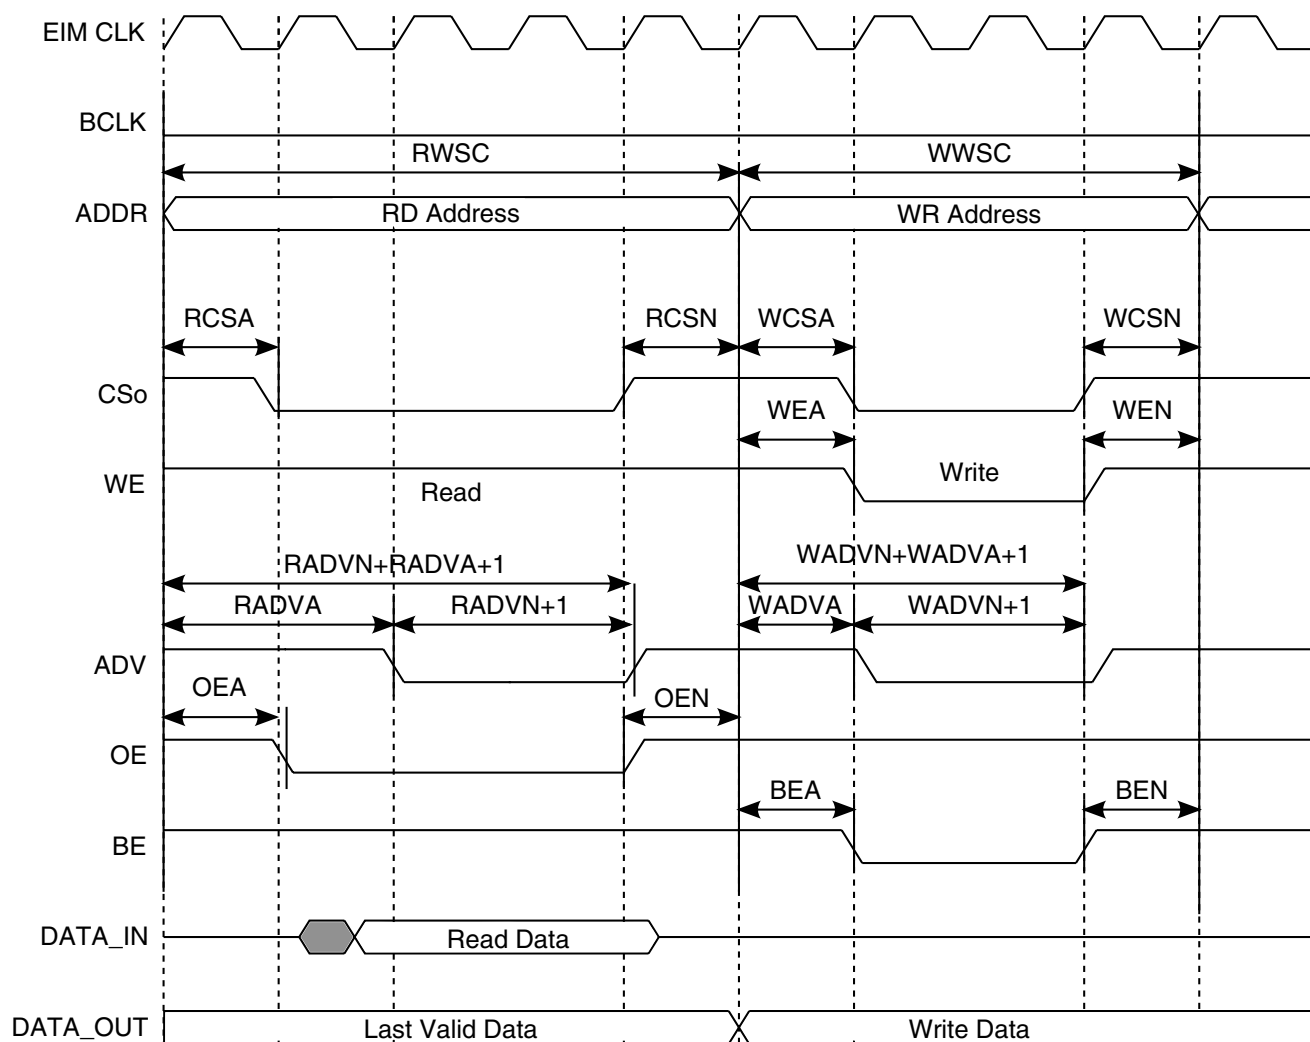 EIM CLK
BCLK
RWSC WWSC
ADDR RD Address WR Address
RCSA RCSN WCSA WCSN
CSo
WEA WEN
WE Read Write
RADVN+RADVA+1 WADVN+WADVA+1
RADVA RADVN+1 WADVA WADVN+1
ADV
OEA OEN
OE
BEA BEN
BE
DATA_IN Read Data
DATA_OUT Last Valid Data Write Data